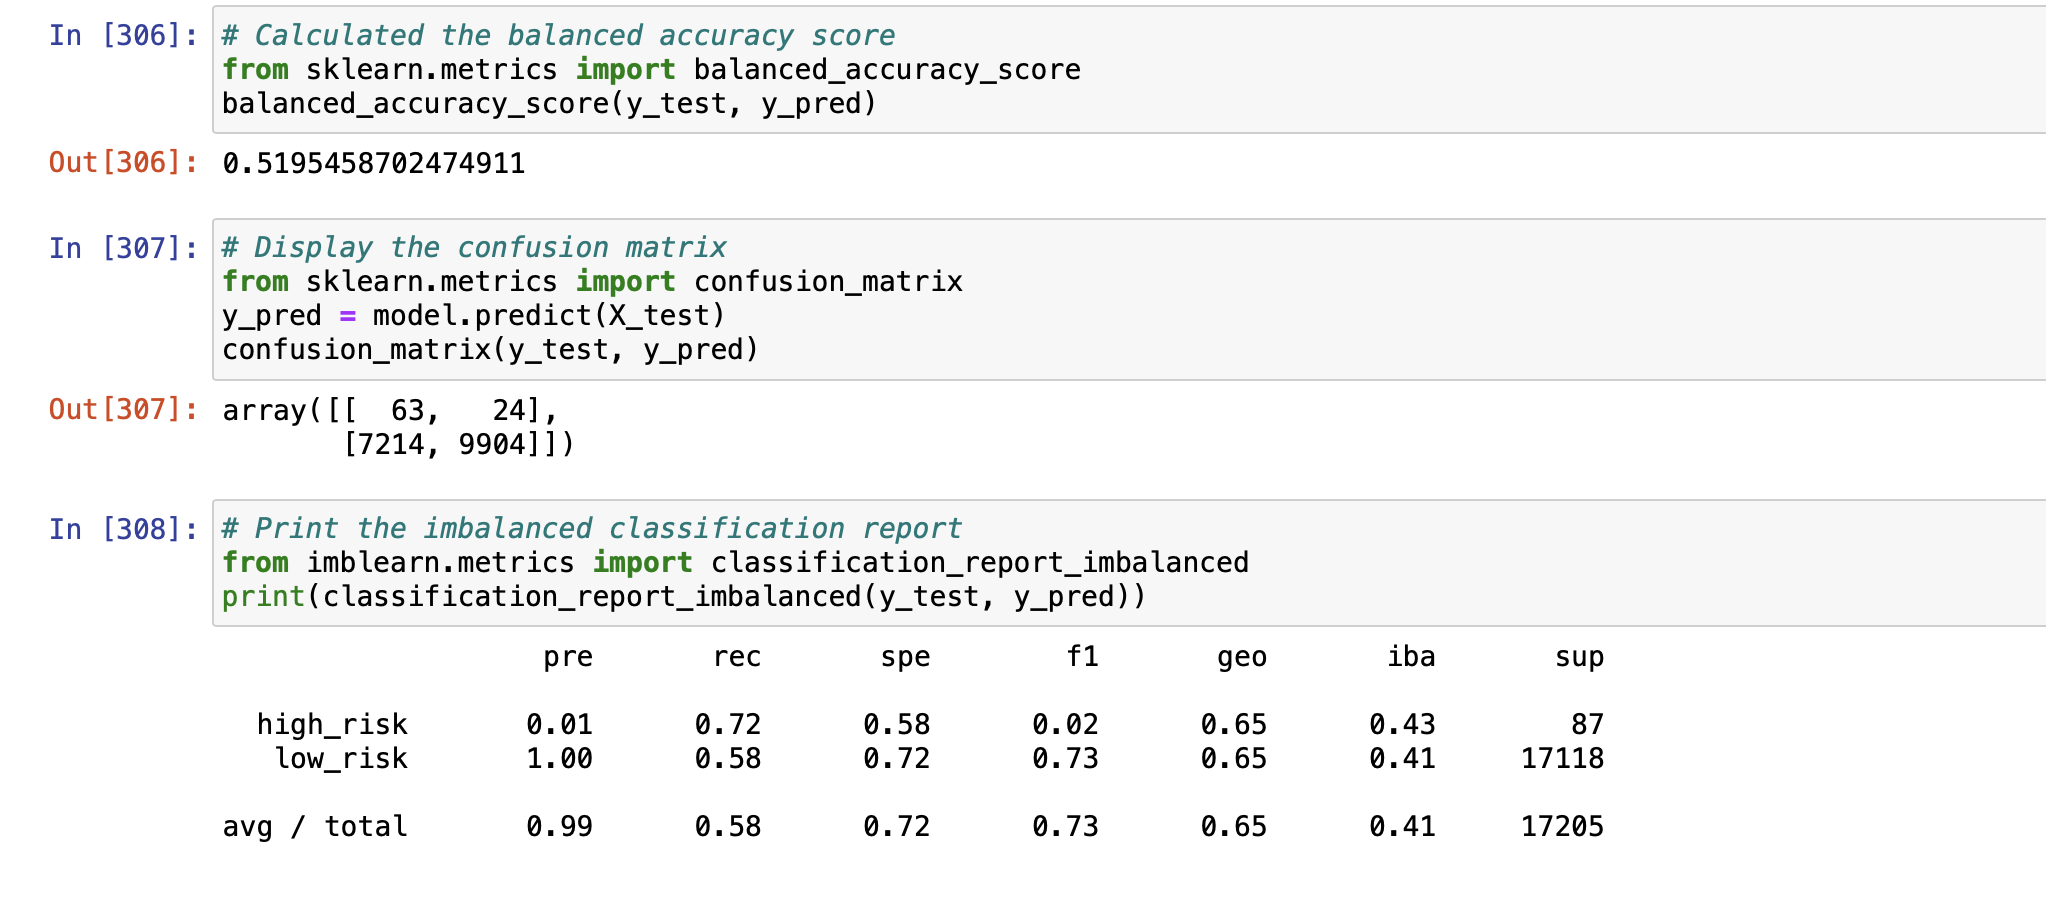 In [306]: # Calculated the balanced accuracy score
from sklearn.metrics import balanced_accuracy_score
balanced_accuracy_score(y_test, y_pred)
Out[306]: 0.5195458702474911
In [307]: # Display the confusion matrix
from sklearn.metrics import confusion_matrix
y_pred = model.predict(X_test)
confusion_matrix(y_test, y_pred)
Out[307]: array([[  63,   24],
       [7214, 9904]])
In [308]: # Print the imbalanced classification report
from imblearn.metrics import classification_report_imbalanced
print(classification_report_imbalanced(y_test, y_pred))
                   pre       rec       spe        f1       geo       iba       sup
  high_risk       0.01      0.72      0.58      0.02      0.65      0.43        87
   low_risk       1.00      0.58      0.72      0.73      0.65      0.41     17118
avg / total       0.99      0.58      0.72      0.73      0.65      0.41     17205